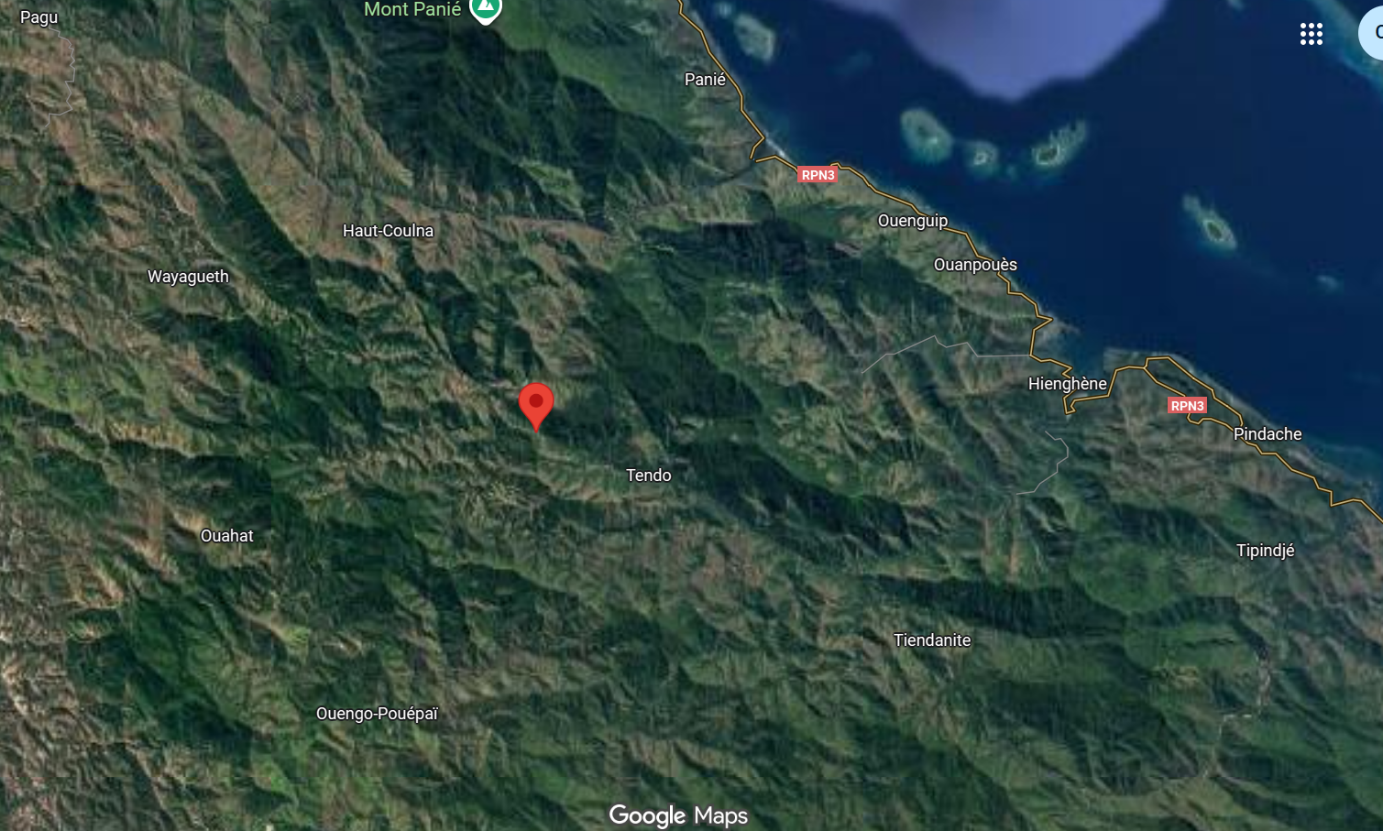 Pagu
Mont Panié
C
Panié
RPN3
Ouenguip
Haut-Coulna
Ouanpouès
Wayagueth
Hienghène
RPN3
Pindache
Tendo
Ouahat
Tipindjé
Tiendanite
Ouengo-Pouépaï
Google Maps